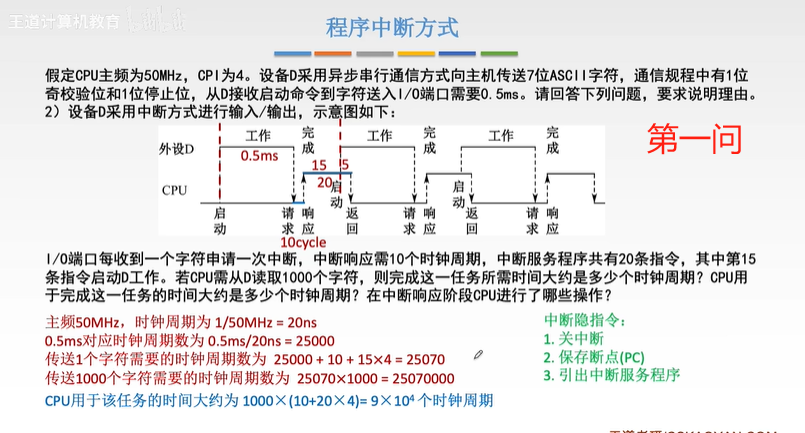 王道计算机教育
程序中断方式
假定CPU主频为50MHz，CPI为4。设备D采用异步串行通信方式向主机传送7位ASCII字符，通信规程中有1位
奇校验位和1位停止位，从D接收启动命令到字符送入I/O端口需要0.5ms。请回答下列问题，要求说明理由。
2）设备D采用中断方式进行输入/输出，示意图如下：
第一问
工作 完成 工作 完成 工作 完成
外设D
0.5ms
15 5
CPU
20
启动 启动
启动 请求 响应 返回 请求 响应 返回 请求 响应
10cycle
I/O端口每收到一个字符申请一次中断，中断响应需10个时钟周期，中断服务程序共有20条指令，其中第15
条指令启动D工作。若CPU需从D读取1000个字符，则完成这一任务所需时间大约是多少个时钟周期？CPU用
于完成这一任务的时间大约是多少个时钟周期？在中断响应阶段CPU进行了哪些操作？
主频50MHz，时钟周期为 1/50MHz = 20ns
0.5ms对应时钟周期数为 0.5ms/20ns = 25000
传送1个字符需要的时钟周期数为 25000 + 10 + 15×4 = 25070
传送1000个字符需要的时钟周期数为 25070×1000 = 25070000
CPU用于该任务的时间大约为 1000×(10+20×4)= 9×10⁴ 个时钟周期
中断隐指令：
1. 关中断
2. 保存断点(PC)
3. 引出中断服务程序